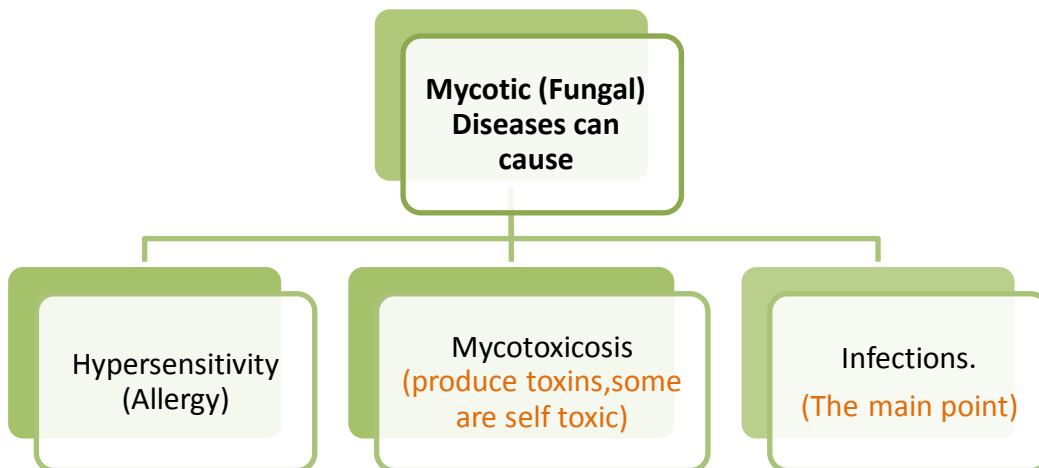 Mycotic (Fungal)
Diseases can
cause
Hypersensitivity
(Allergy)
Mycotoxicosis
(produce toxins,some
are self toxic)
Infections.
(The main point)